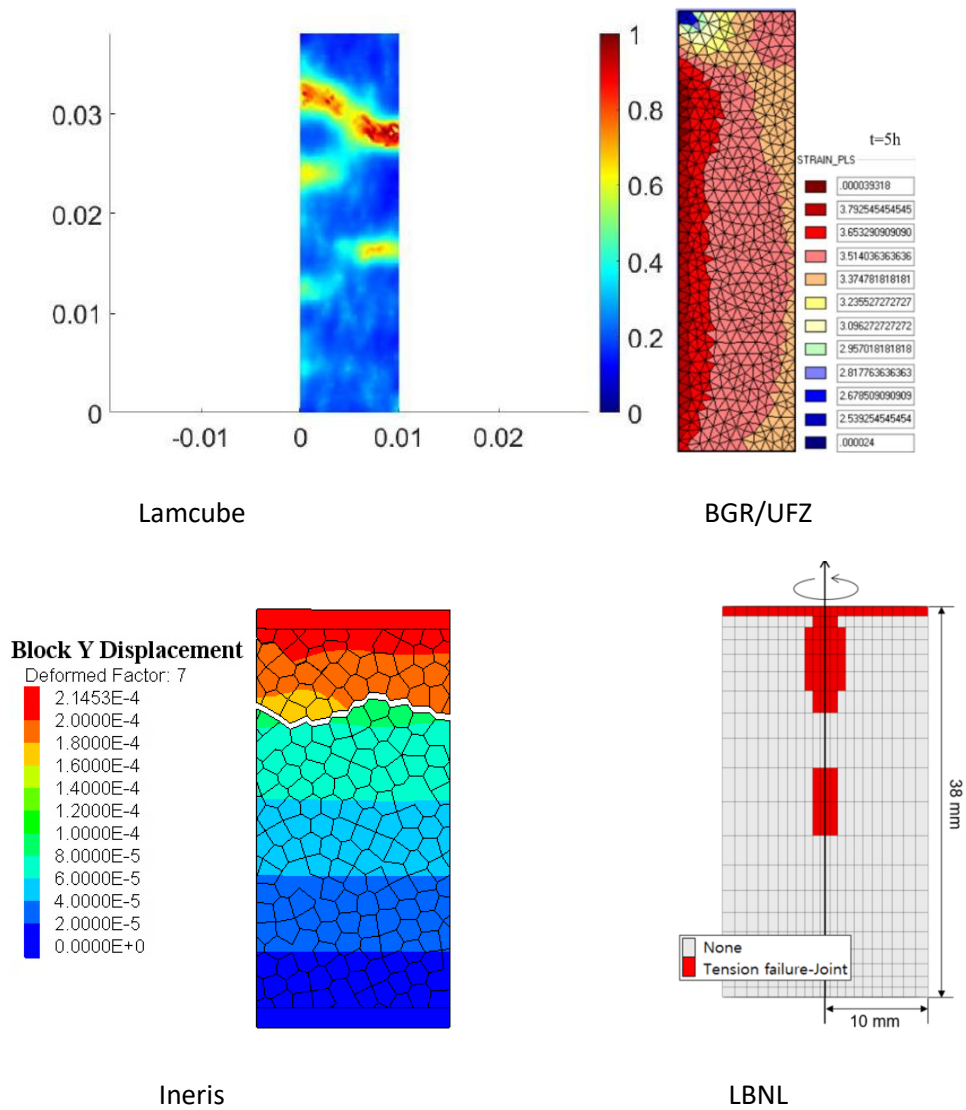 0.03
0.02
0.01
0
-0.01
0
0.01
0.02
1
0.8
0.6
0.4
0.2
0
t=5h
STRAIN_PLS
.000039318
3.792545454545
3.653290909090
3.514036363636
3.374781818181
3.235527272727
3.096272727272
2.957018181818
2.817763636363
2.678509090909
2.539254545454
.000024
Lamcube
BGR/UFZ
Block Y Displacement
Deformed Factor: 7
2.1453E-4
2.0000E-4
1.8000E-4
1.6000E-4
1.4000E-4
1.2000E-4
1.0000E-4
8.0000E-5
6.0000E-5
4.0000E-5
2.0000E-5
0.0000E+0
38 mm
None
Tension failure-Joint
10 mm
Ineris
LBNL